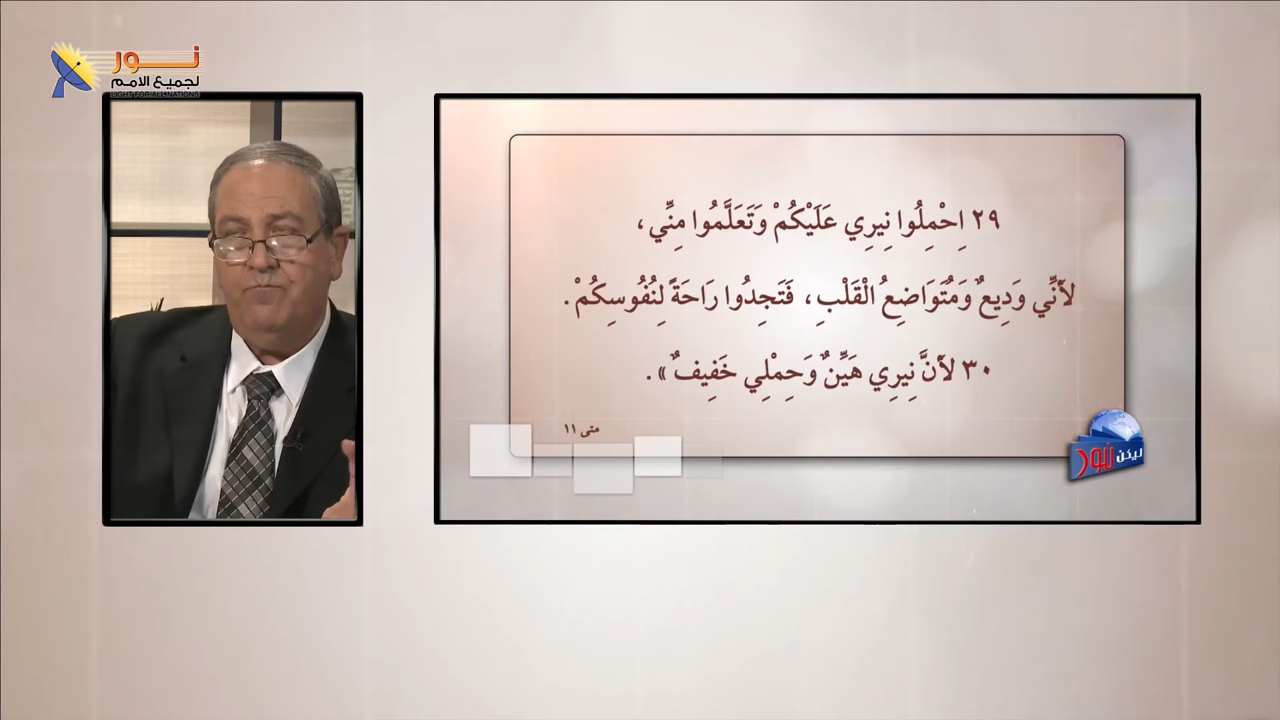 نور
لجميع الامم
LIGHT FOR ALL NATIONS
٢٩ اِحْمِلُوا نِيرِي عَلَيْكُمْ وَتَعَلَّمُوا مِنِّي،
لأَنِّي وَدِيعٌ وَمُتَوَاضِعُ الْقَلْبِ، فَتَجِدُوا رَاحَةً لِنُفُوسِكُمْ.
٣٠ لأَنَّ نِيرِي هَيِّنٌ وَحِمْلِي خَفِيفٌ».
متى ١١
ليكن نور